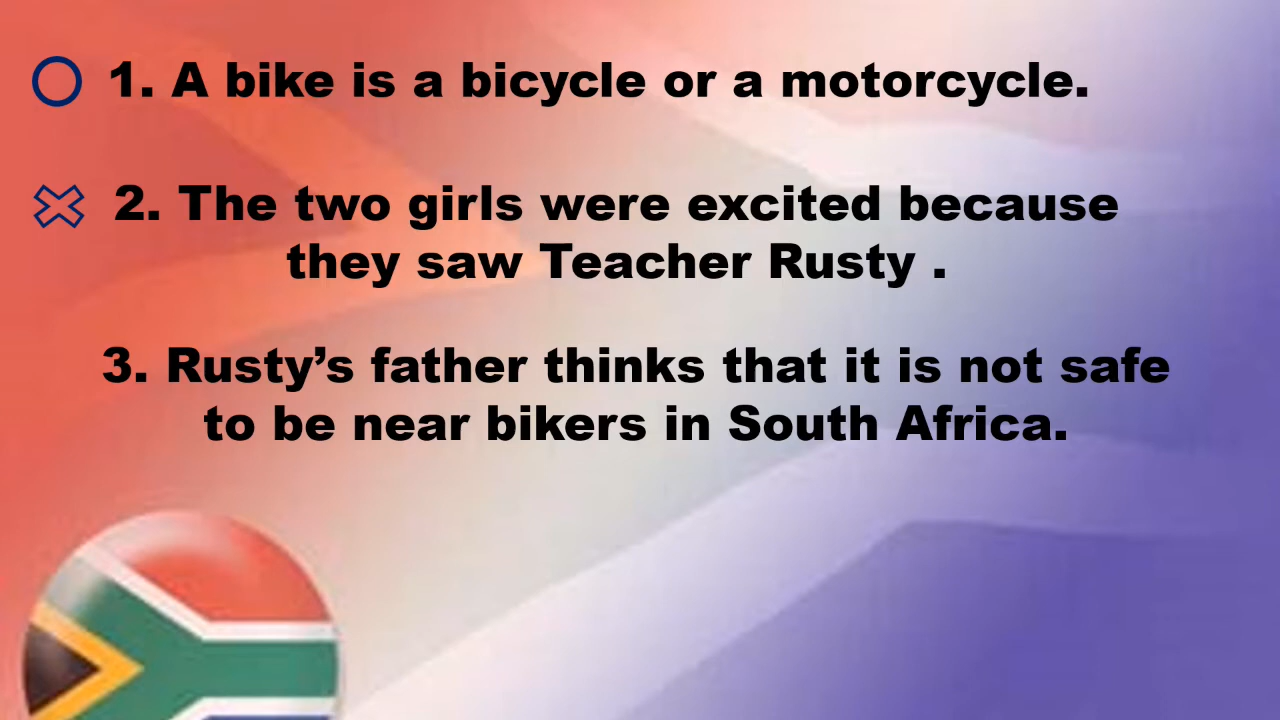 1. A bike is a bicycle or a motorcycle.
2. The two girls were excited because
they saw Teacher Rusty .
3. Rusty’s father thinks that it is not safe
to be near bikers in South Africa.